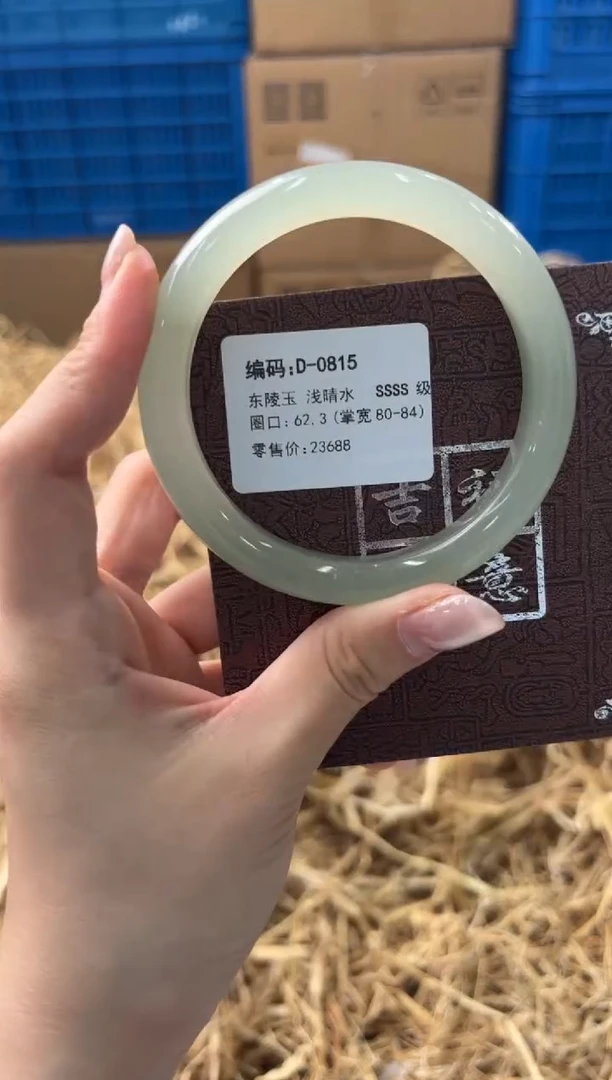 编码:D-0815
东陵玉 浅晴水 SSSS 级
圈口: 62.3 (掌宽 80-84)
零售价:23688
吉
意